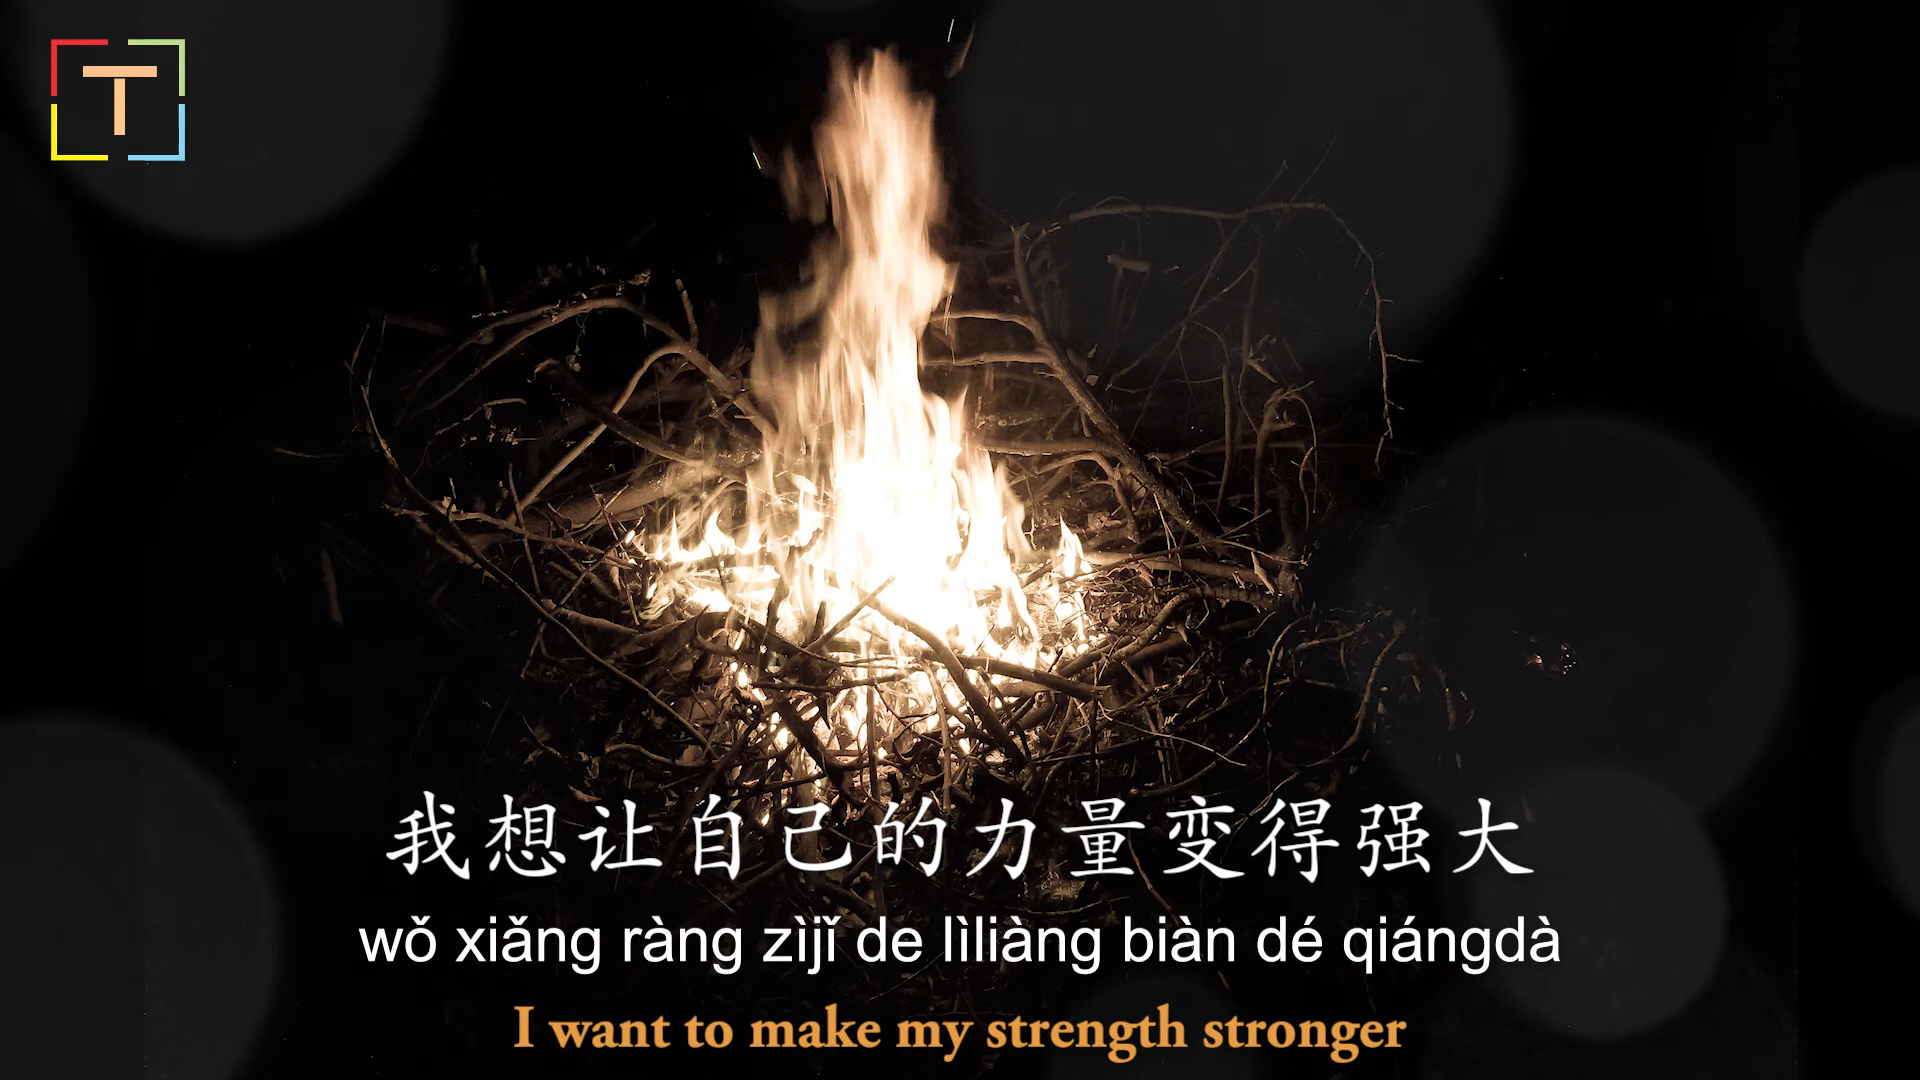 T
我想让自己的力量变得强大
wǒ xiǎng ràng zìjǐ de lìliàng biàn dé qiángdà
I want to make my strength stronger